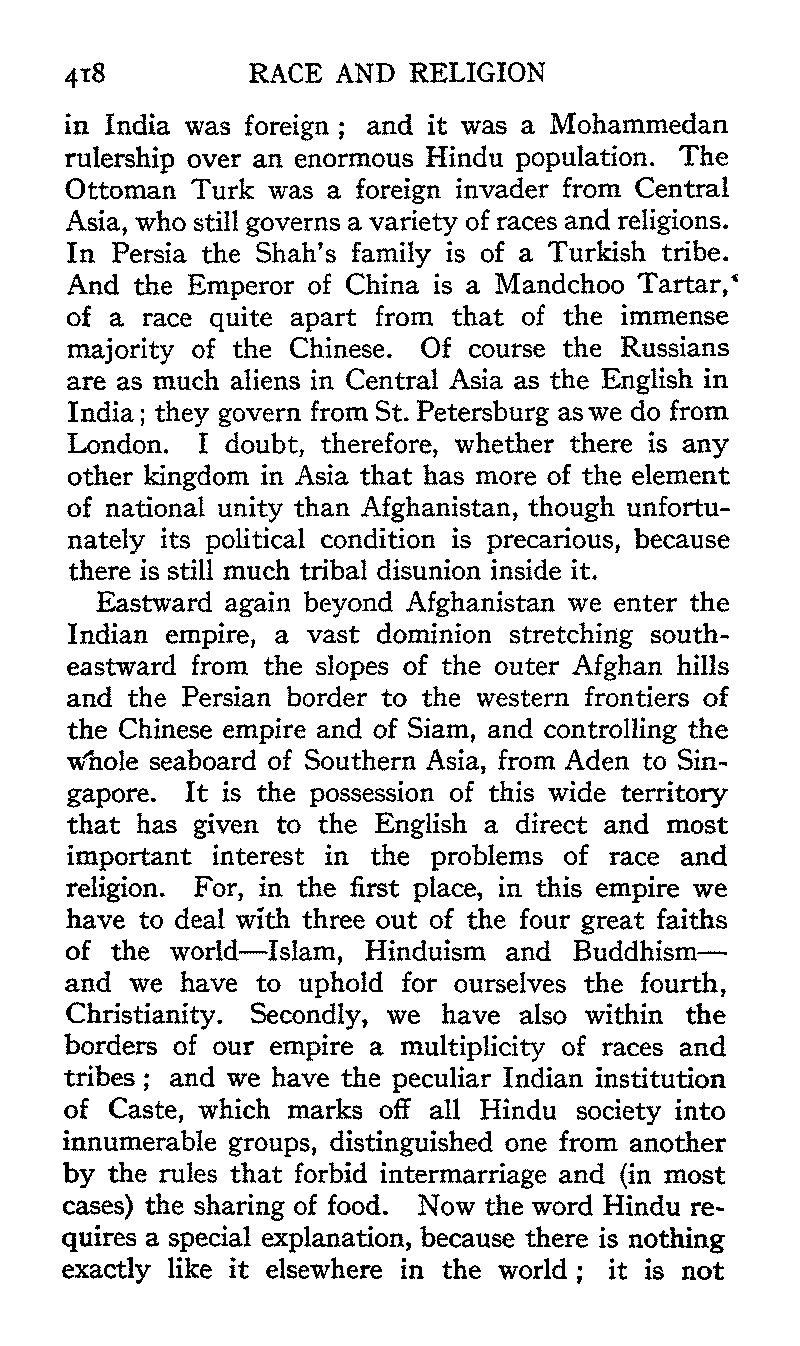 418 RACE AND RELIGION
in India was foreign ; and it was a Mohammedan
rulership over an enormous Hindu population. The
Ottoman Turk was a foreign invader from Central
Asia, who still governs a variety of races and religions.
In Persia the Shah's family is of a Turkish tribe.
And the Emperor of China is a Mandchoo Tartar,‘
of a race quite apart from that of the immense
majority of the Chinese. Of course the Russians
are as much aliens in Central Asia as the English in
India ; they govern from St. Petersburg as we do from
London. I doubt, therefore, whether there is any
other kingdom in Asia that has more of the element
of national unity than Afghanistan, though unfortu-
nately its political condition is precarious, because
there is still much tribal disunion inside it.
Eastward again beyond Afghanistan we enter the
Indian empire, a vast dominion stretching south-
eastward from the slopes of the outer Afghan hills
and the Persian border to the western frontiers of
the Chinese empire and of Siam, and controlling the
whole seaboard of Southern Asia, from Aden to Sin-
gapore. It is the possession of this wide territory
that has given to the English a direct and most
important interest in the problems of race and
religion. For, in the first place, in this empire we
have to deal with three out of the four great faiths
of the world—Islam, Hinduism and Buddhism—
and we have to uphold for ourselves the fourth,
Christianity. Secondly, we have also within the
borders of our empire a multiplicity of races and
tribes ; and we have the peculiar Indian institution
of Caste, which marks off all Hindu society into
innumerable groups, distinguished one from another
by the rules that forbid intermarriage and (in most
cases) the sharing of food. Now the word Hindu re-
quires a special explanation, because there is nothing
exactly like it elsewhere in the world ; it is not